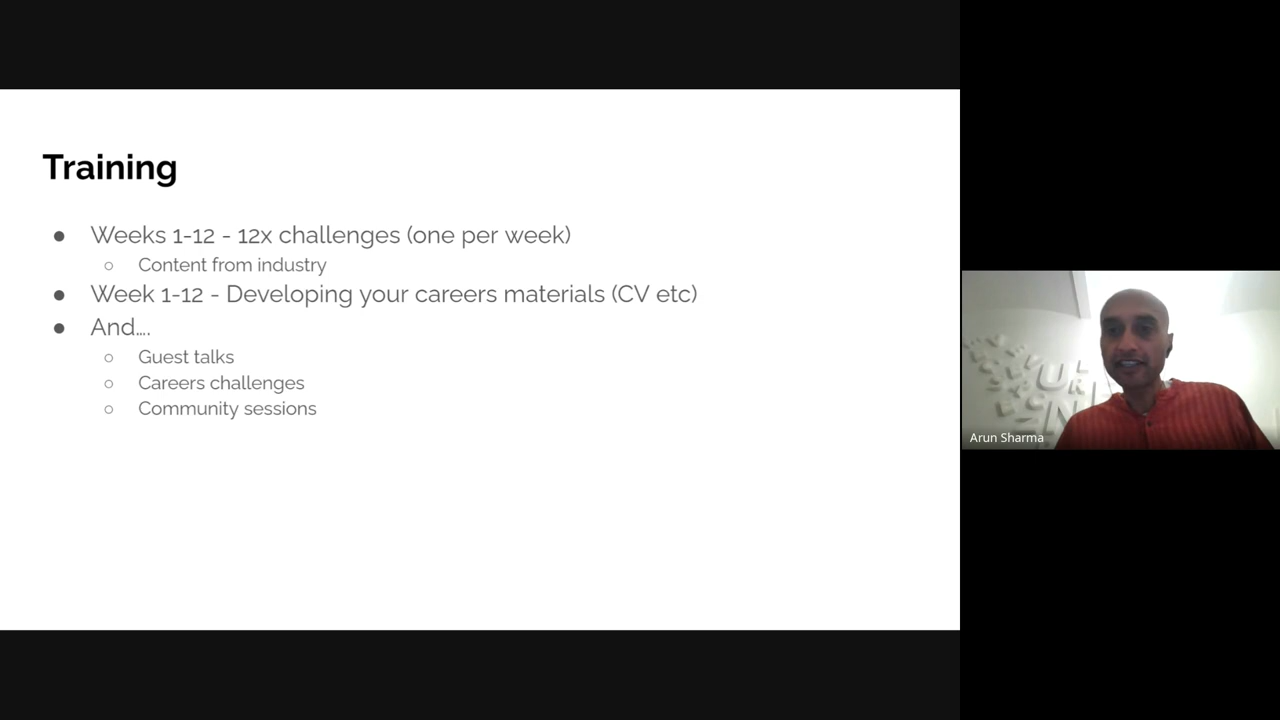 Training
● Weeks 1-12 - 12x challenges (one per week)
○ Content from industry
● Week 1-12 - Developing your careers materials (CV etc)
● And....
○ Guest talks
○ Careers challenges
○ Community sessions
Arun Sharma